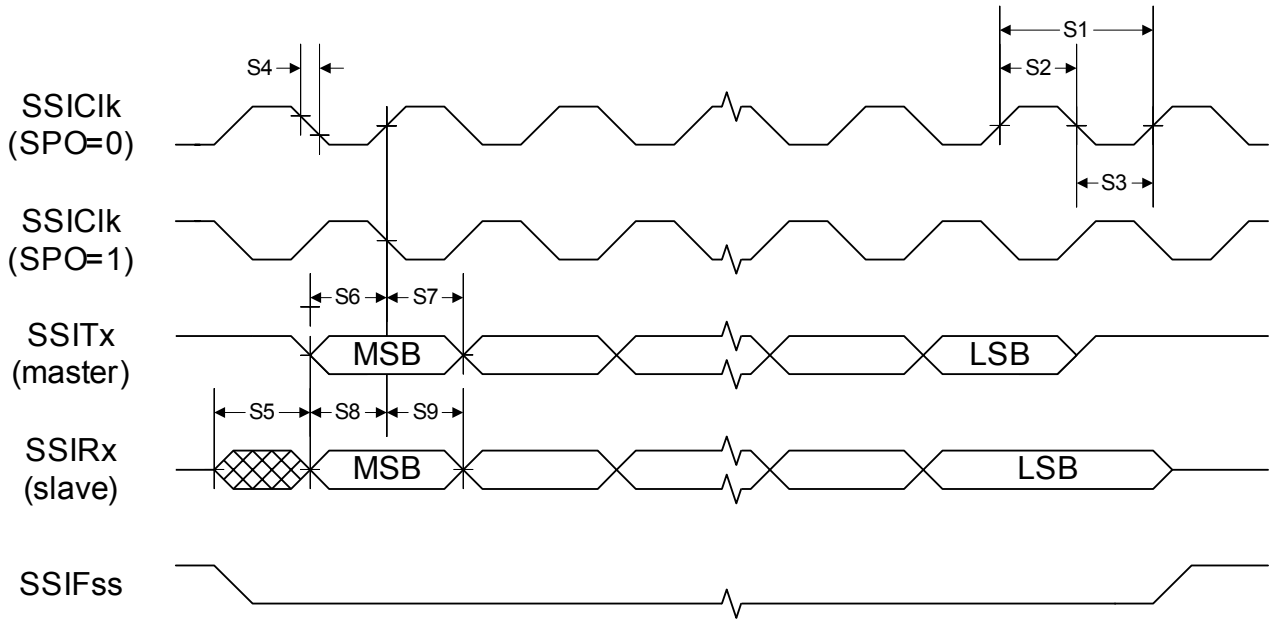 S1
S4
S2
SSIClk
(SPO=0)
S3
SSIClk
(SPO=1)
S6
S7
SSITx
(master)
MSB
LSB
S5
S8
S9
SSIRx
(slave)
MSB
LSB
SSIFss